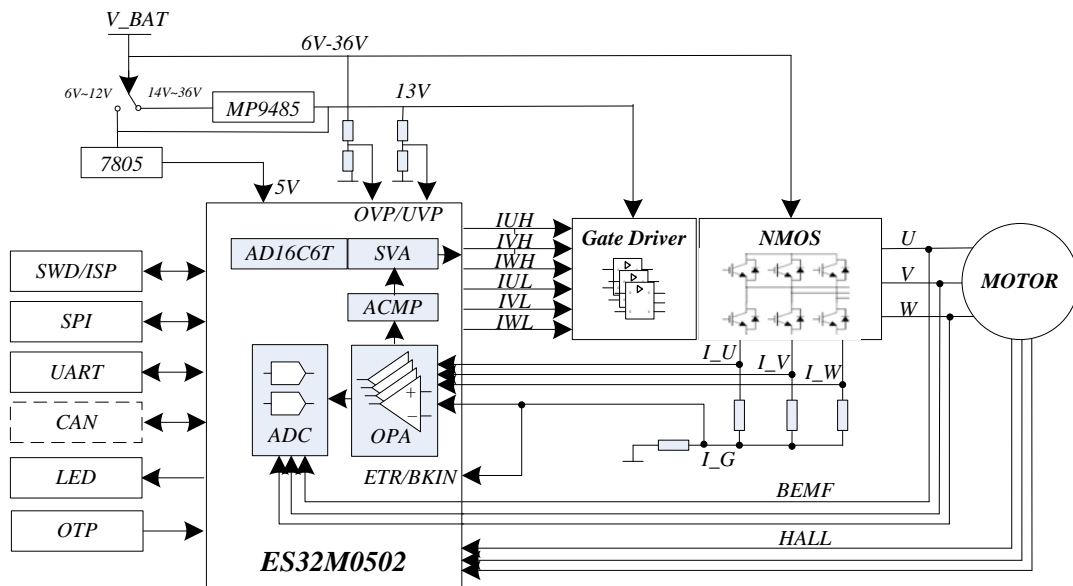 V_BAT
6V-36V
6V~12V
14V~36V
MP9485
13V
7805
5V
OVP/UVP
AD16C6T
SVA
ACMP
ADC
OPA
ETR/BKIN
ES32M0502
SWD/ISP
SPI
UART
CAN
LED
OTP
IUH
IVH
IWH
IUL
IVL
IWL
Gate Driver
NMOS
U
V
W
MOTOR
I_U
I_V
I_W
I_G
BEMF
HALL